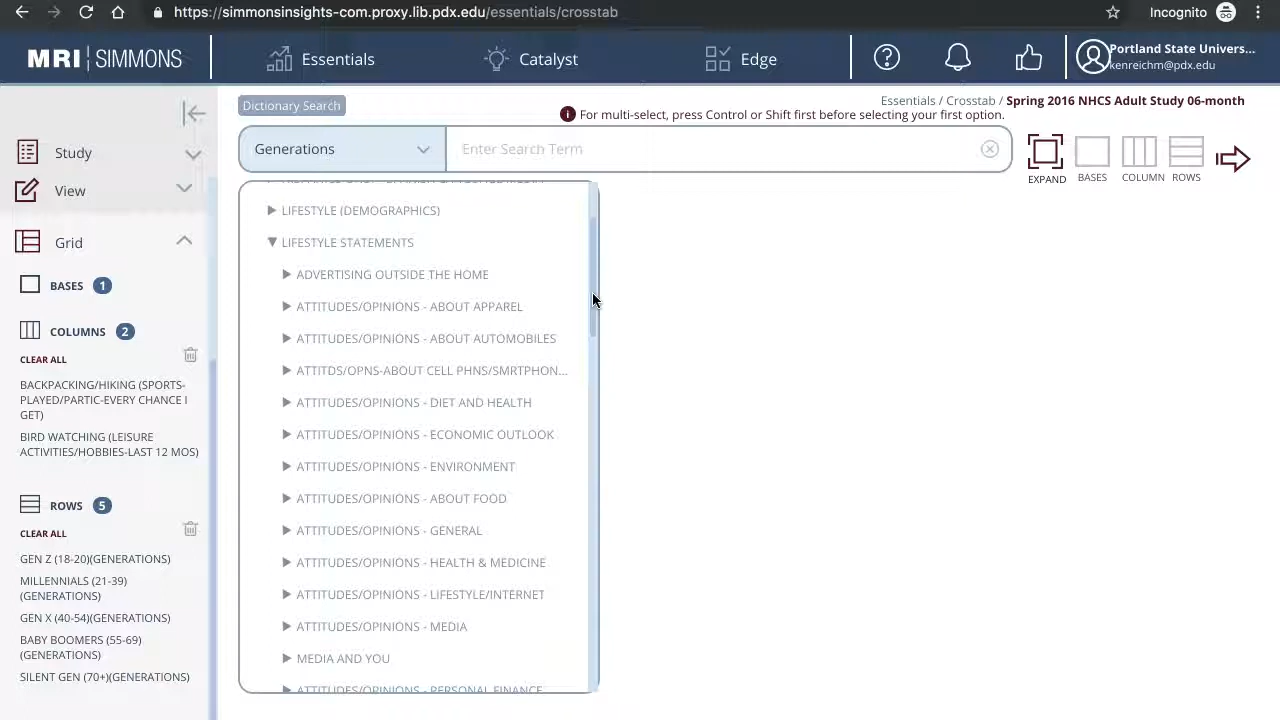 https://simmonsinsights-com.proxy.lib.pdx.edu/essentials/crosstab
Incognito
MRI | SIMMONS
Essentials
Catalyst
Edge
Portland State Univers...
kenreichm@pdx.edu
Dictionary Search
Essentials / Crosstab / Spring 2016 NHCS Adult Study 06-month
For multi-select, press Control or Shift first before selecting your first option.
Generations
Enter Search Term
EXPAND
BASES
COLUMN
ROWS
Study
View
Grid
BASES 1
COLUMNS 2
CLEAR ALL
BACKPACKING/HIKING (SPORTS-
PLAYED/PARTIC-EVERY CHANCE I
GET)
BIRD WATCHING (LEISURE
ACTIVITIES/HOBBIES-LAST 12 MOS)
ROWS 5
CLEAR ALL
GEN Z (18-20)(GENERATIONS)
MILLENNIALS (21-39)
(GENERATIONS)
GEN X (40-54)(GENERATIONS)
BABY BOOMERS (55-69)
(GENERATIONS)
SILENT GEN (70+)(GENERATIONS)
LIFESTYLE (DEMOGRAPHICS)
LIFESTYLE STATEMENTS
ADVERTISING OUTSIDE THE HOME
ATTITUDES/OPINIONS - ABOUT APPAREL
ATTITUDES/OPINIONS - ABOUT AUTOMOBILES
ATTITDS/OPNS-ABOUT CELL PHNS/SMRTPHON...
ATTITUDES/OPINIONS - DIET AND HEALTH
ATTITUDES/OPINIONS - ECONOMIC OUTLOOK
ATTITUDES/OPINIONS - ENVIRONMENT
ATTITUDES/OPINIONS - ABOUT FOOD
ATTITUDES/OPINIONS - GENERAL
ATTITUDES/OPINIONS - HEALTH & MEDICINE
ATTITUDES/OPINIONS - LIFESTYLE/INTERNET
ATTITUDES/OPINIONS - MEDIA
MEDIA AND YOU
ATTITUDES/OPINIONS - PERSONAL FINANCE